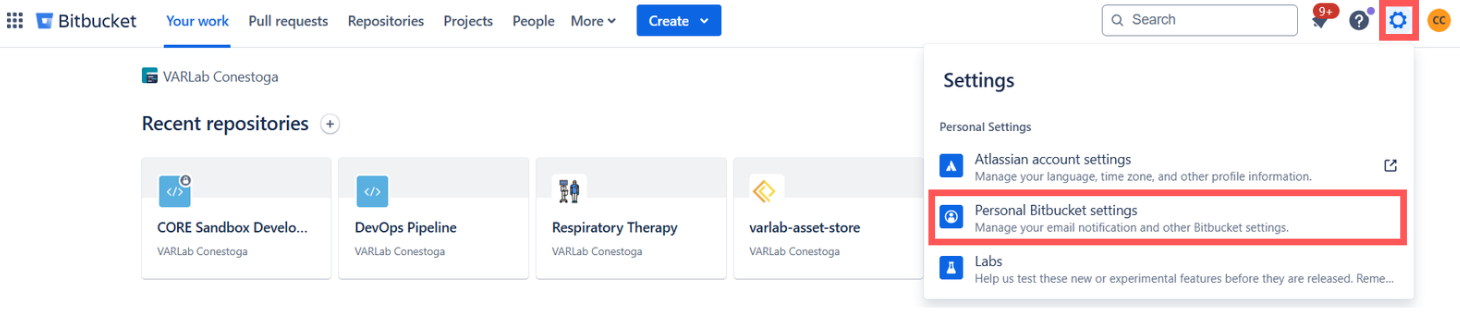 Bitbucket Your work Pull requests Repositories Projects People More Create Search 9+ ? CC
VARLab Conestoga
Recent repositories +
</> CORE Sandbox Develo...
VARLab Conestoga
</> DevOps Pipeline
VARLab Conestoga
Respiratory Therapy
VARLab Conestoga
varlab-asset-store
VARLab Conestoga
Settings
Personal Settings
Atlassian account settings
Manage your language, time zone, and other profile information.
Personal Bitbucket settings
Manage your email notification and other Bitbucket settings.
Labs
Help us test these new or experimental features before they are released. Reme...